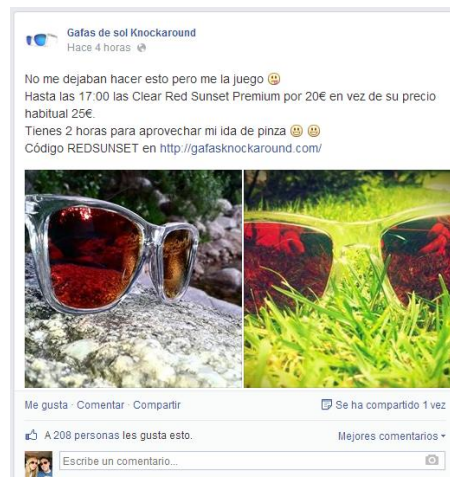 Gafas de sol Knockaround
Hace 4 horas
No me dejaban hacer esto pero me la juego
Hasta las 17:00 las Clear Red Sunset Premium por 20€ en vez de su precio
habitual 25€.
Tienes 2 horas para aprovechar mi ida de pinza
Código REDSUNSET en http://gafasknockaround.com/
Me gusta · Comentar · Compartir
Se ha compartido 1 vez
A 208 personas les gusta esto.
Mejores comentarios
Escribe un comentario...